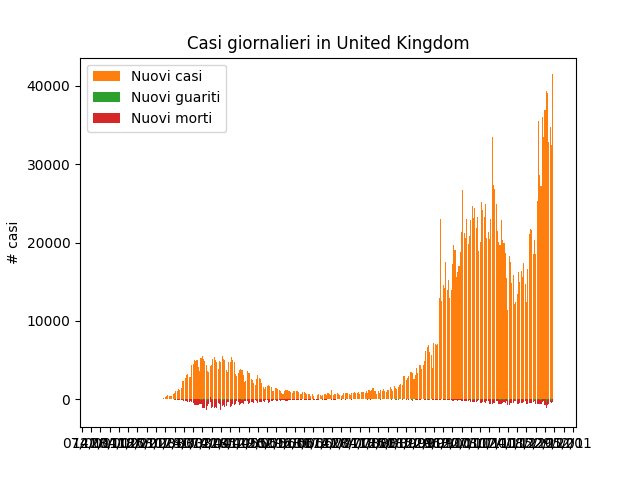 Casi giornalieri in United Kingdom
Nuovi casi
Nuovi guariti
Nuovi morti
# casi
40000
30000
20000
10000
0